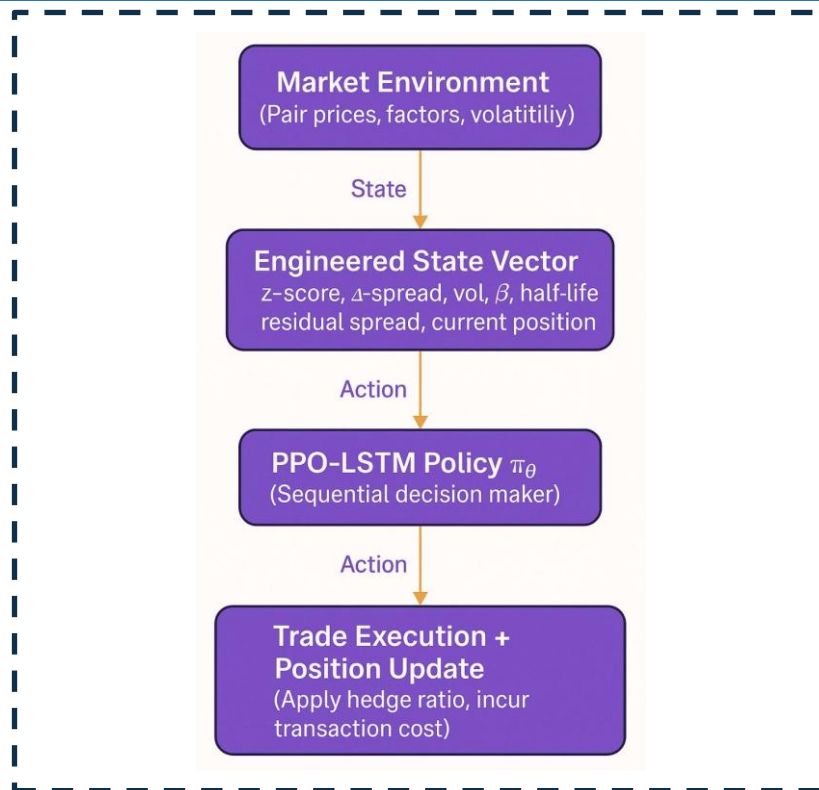 Market Environment
(Pair prices, factors, volatitiliy)
State
Engineered State Vector
z-score, Δ-spread, vol, β, half-life
residual spread, current position
Action
PPO-LSTM Policy πθ
(Sequential decision maker)
Action
Trade Execution +
Position Update
(Apply hedge ratio, incur
transaction cost)